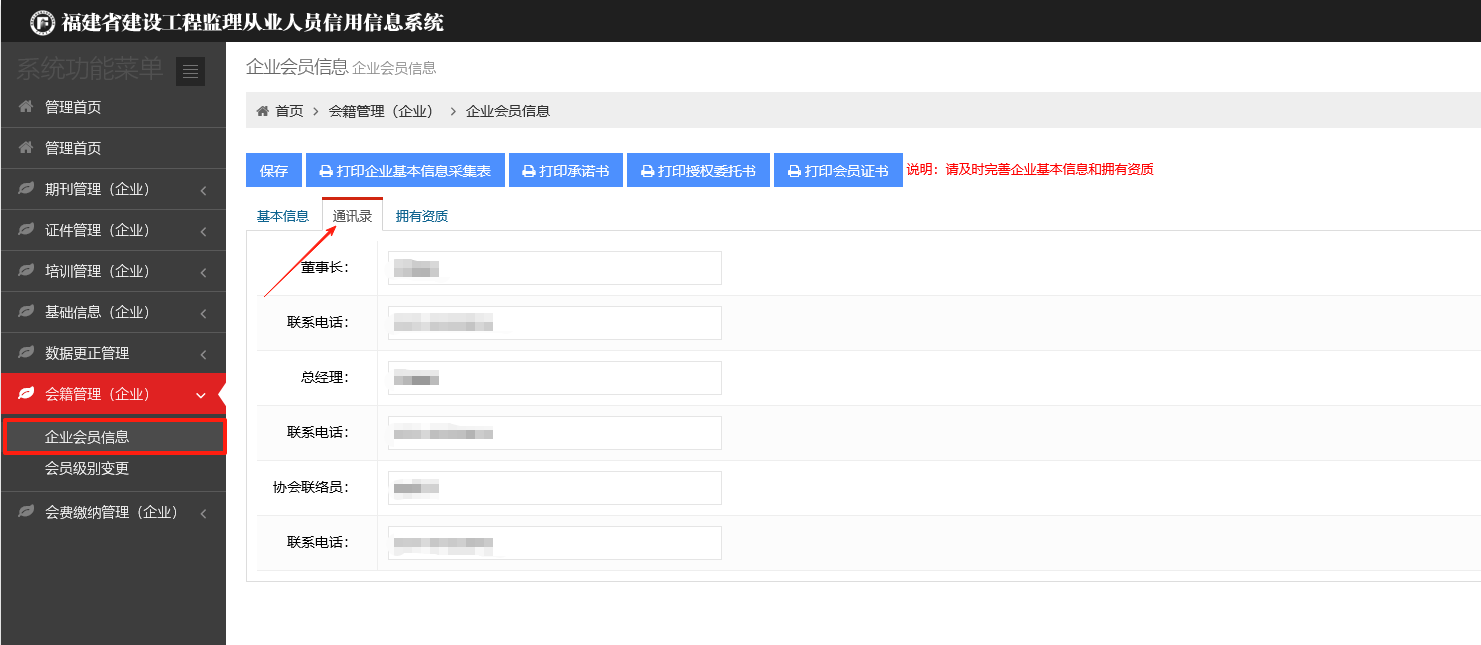 福建省建设工程监理从业人员信用信息系统
系统功能菜单
管理首页
管理首页
期刊管理（企业）
证件管理（企业）
培训管理（企业）
基础信息（企业）
数据更正管理
会籍管理（企业）
企业会员信息
会员级别变更
会费缴纳管理（企业）
企业会员信息 企业会员信息
首页 > 会籍管理（企业） > 企业会员信息
保存 打印企业基本信息采集表 打印承诺书 打印授权委托书 打印会员证书 说明：请及时完善企业基本信息和拥有资质
基本信息 通讯录 拥有资质
董事长：
联系电话：
总经理：
联系电话：
协会联络员：
联系电话：